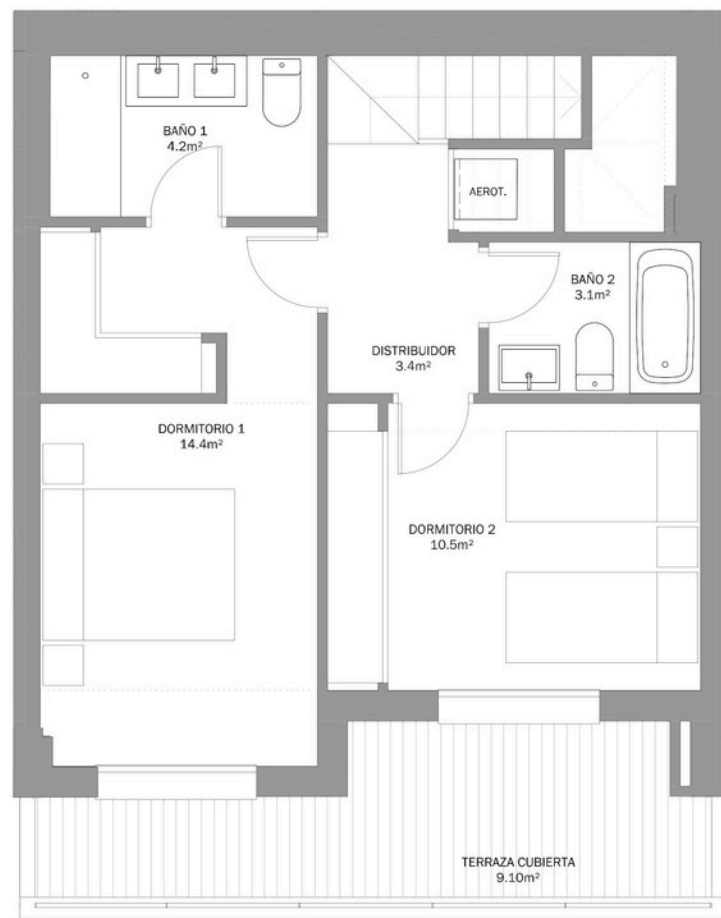 BAÑO 1
4.2m²
AEROT.
BAÑO 2
3.1m²
DISTRIBUIDOR
3.4m²
DORMITORIO 1
14.4m²
DORMITORIO 2
10.5m²
TERRAZA CUBIERTA
9.10m²